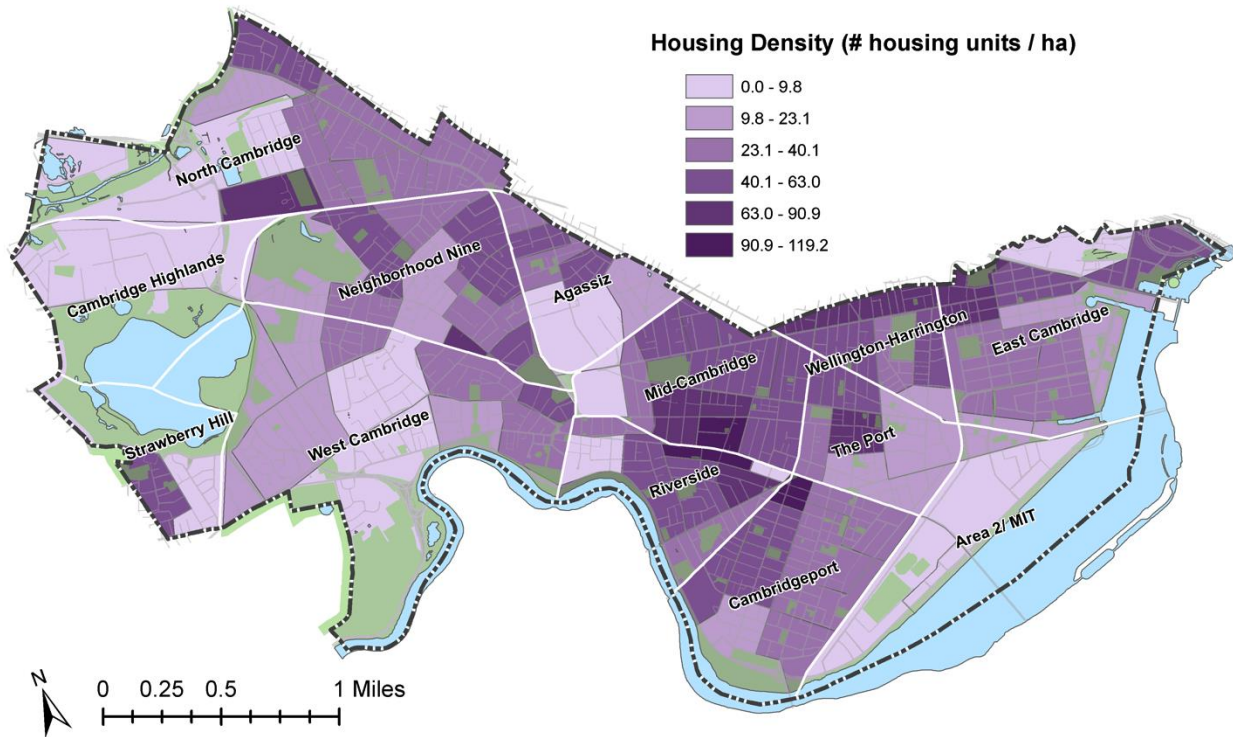 Housing Density (# housing units / ha)
0.0 - 9.8
9.8 - 23.1
23.1 - 40.1
40.1 - 63.0
63.0 - 90.9
90.9 - 119.2
North Cambridge
Cambridge Highlands
Neighborhood Nine
Agassiz
Strawberry Hill
West Cambridge
Mid-Cambridge
Wellington-Harrington
East Cambridge
The Port
Riverside
Area 2/ MIT
Cambridgeport
N
0 0.25 0.5 1 Miles